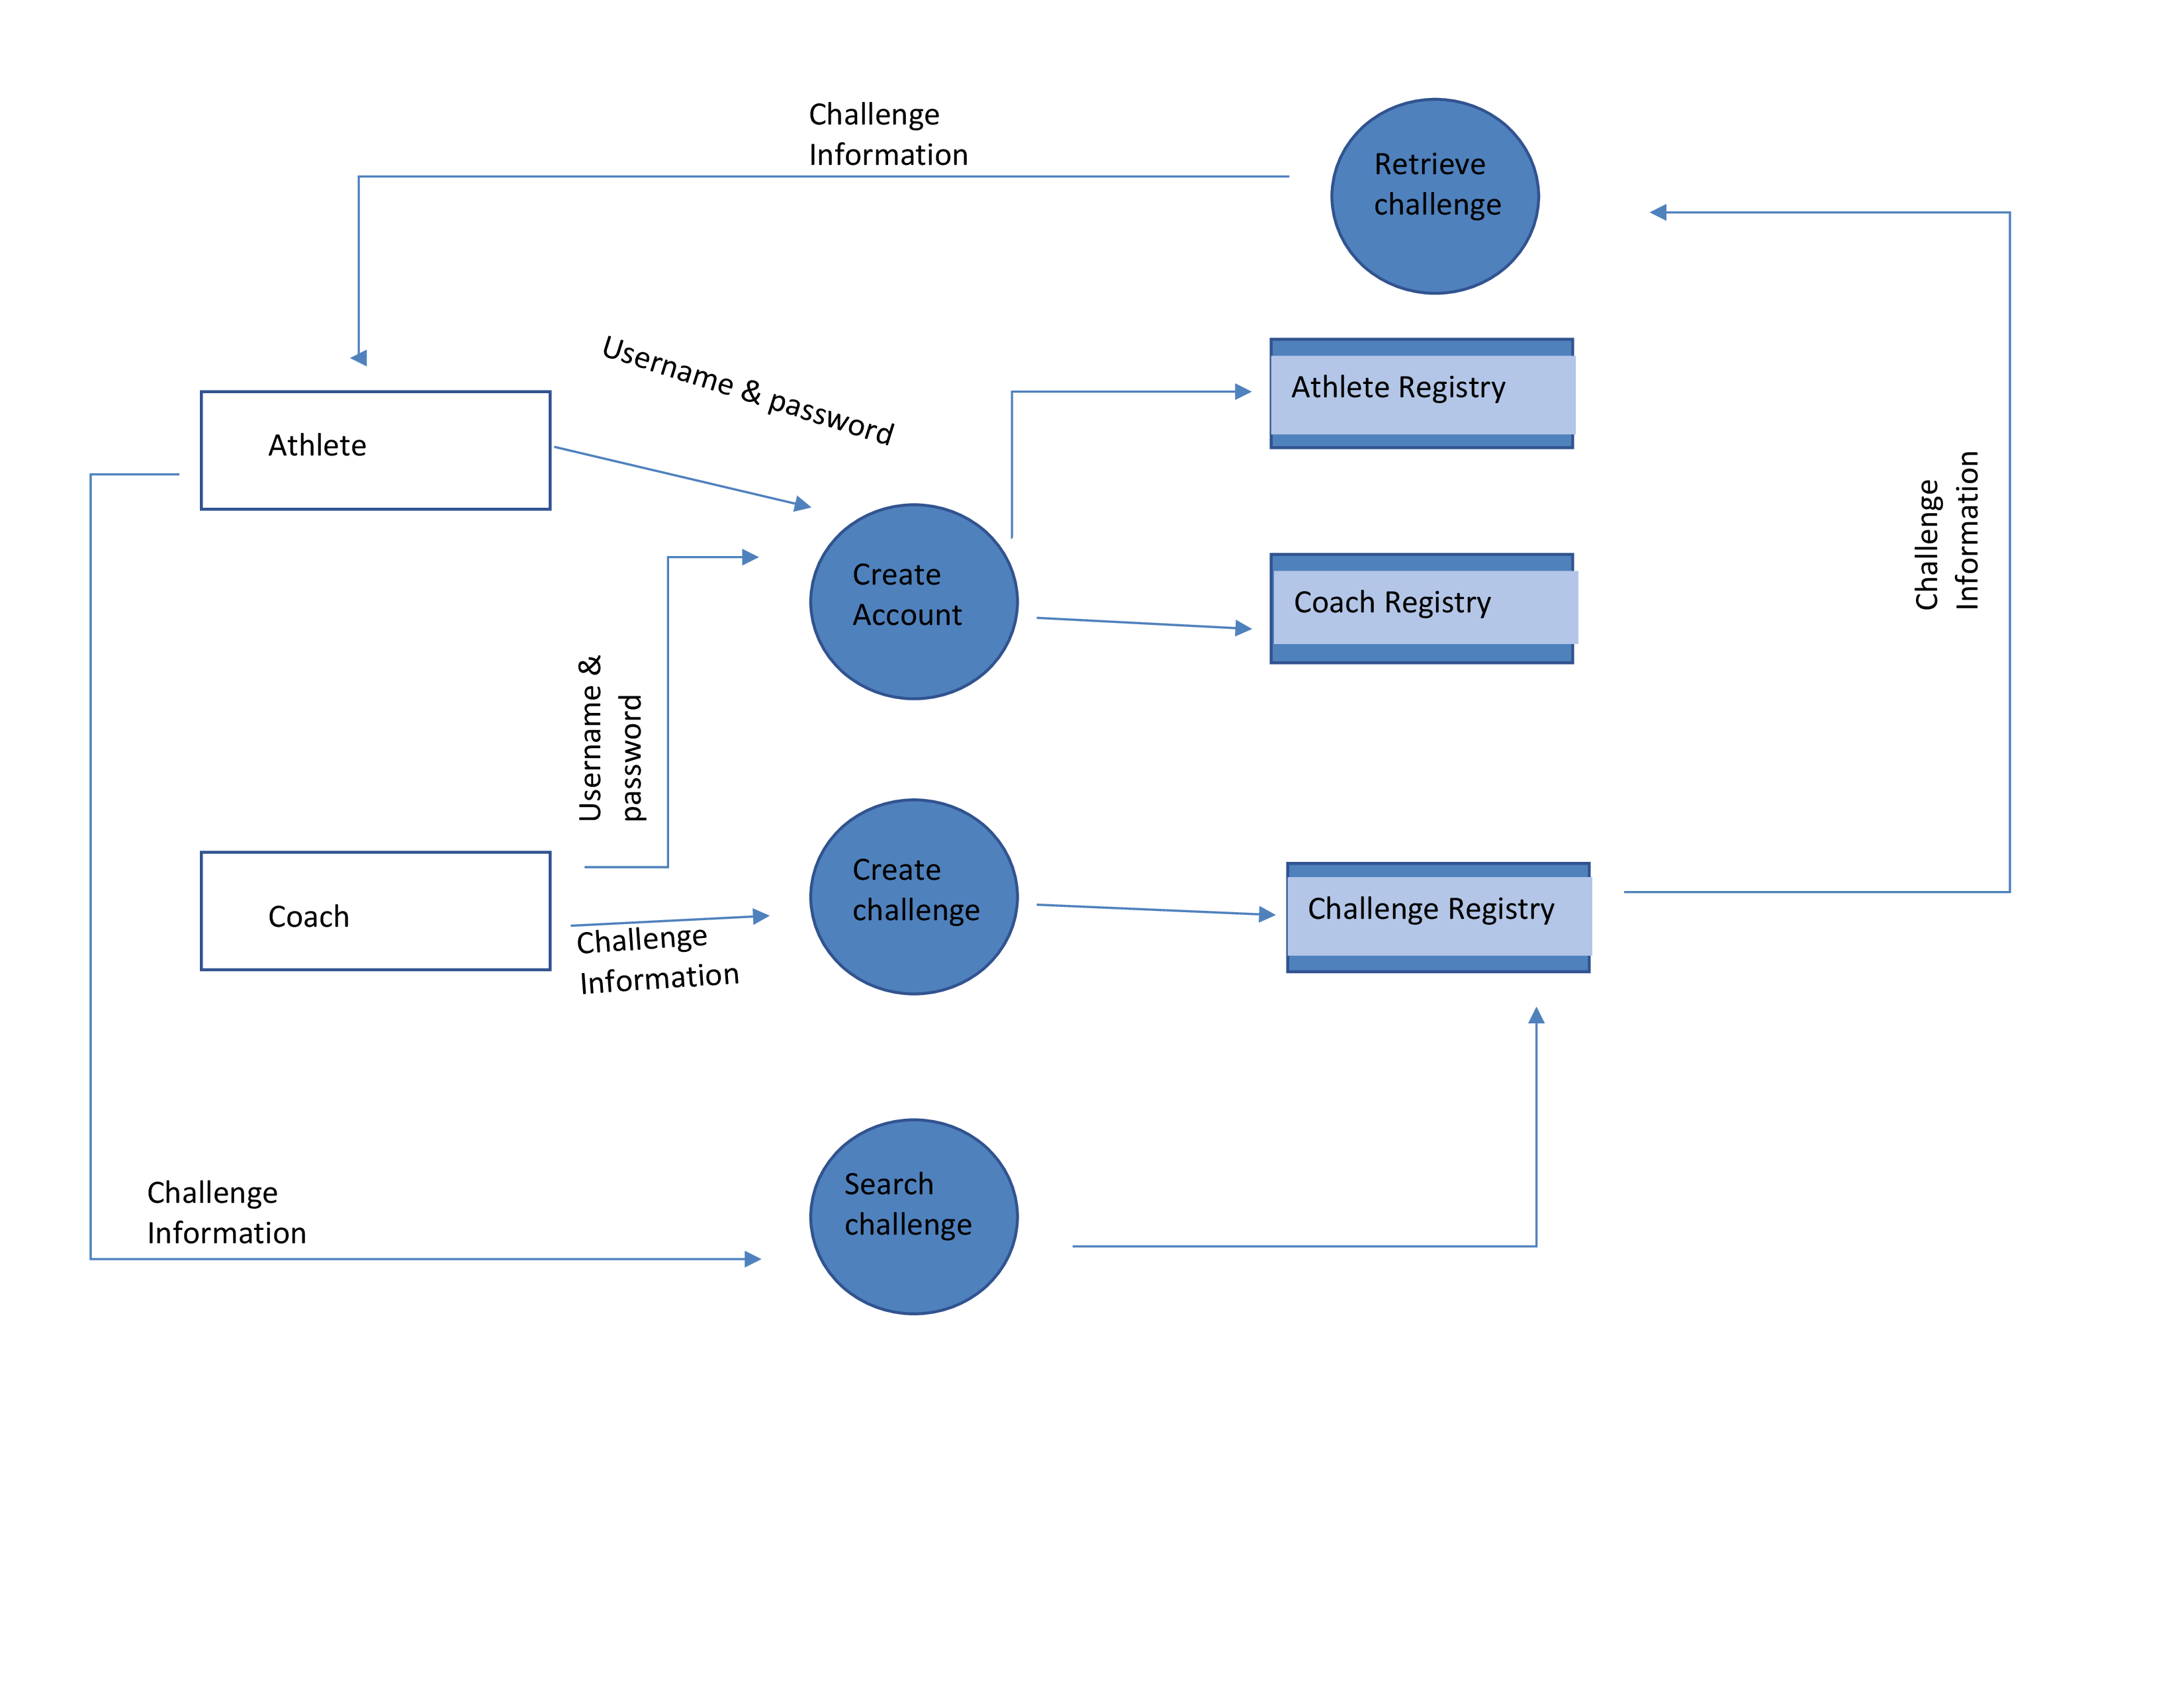 Challenge
Information
Retrieve
challenge
Username & password
Athlete Registry
Athlete
Challenge
Information
Create
Account
Coach Registry
Username &
password
Create
challenge
Challenge Registry
Coach
Challenge
Information
Search
challenge
Challenge
Information